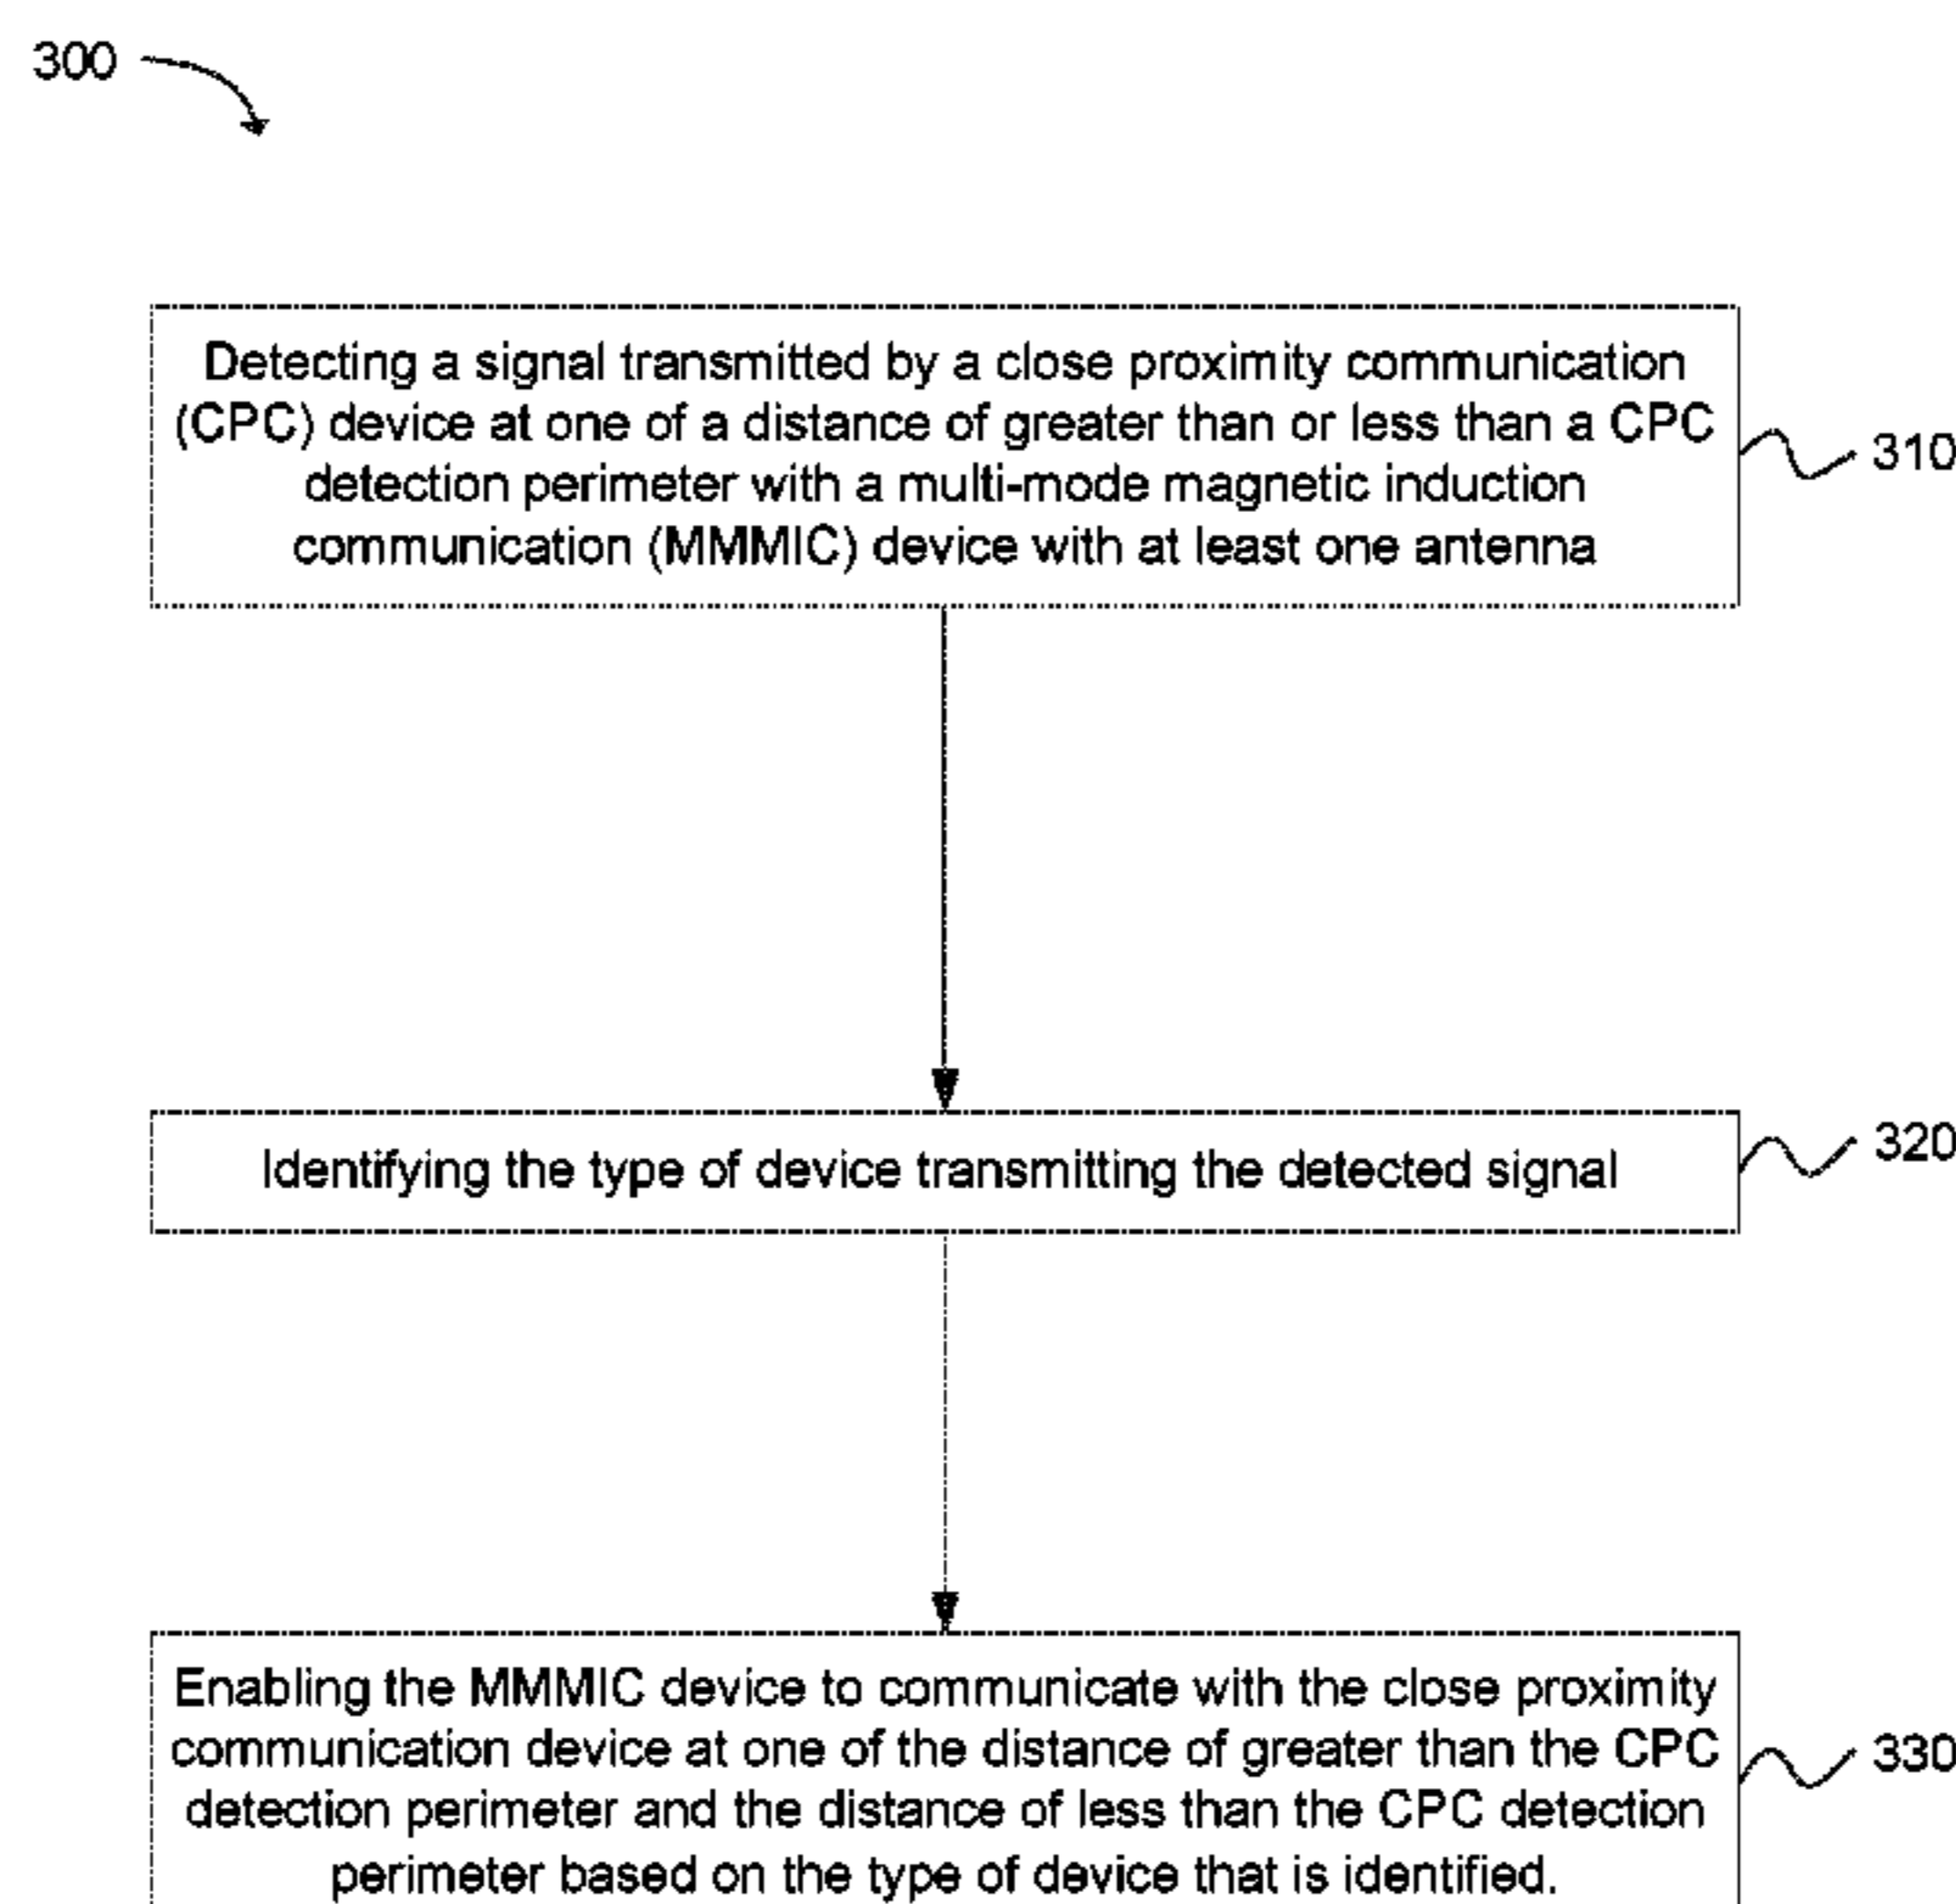 300
Detecting a signal transmitted by a close proximity communication
(CPC) device at one of a distance of greater than or less than a CPC
detection perimeter with a multi-mode magnetic induction
communication (MMMIC) device with at least one antenna
310
Identifying the type of device transmitting the detected signal
320
Enabling the MMMIC device to communicate with the close proximity
communication device at one of the distance of greater than the CPC
detection perimeter and the distance of less than the CPC detection
perimeter based on the type of device that is identified.
330